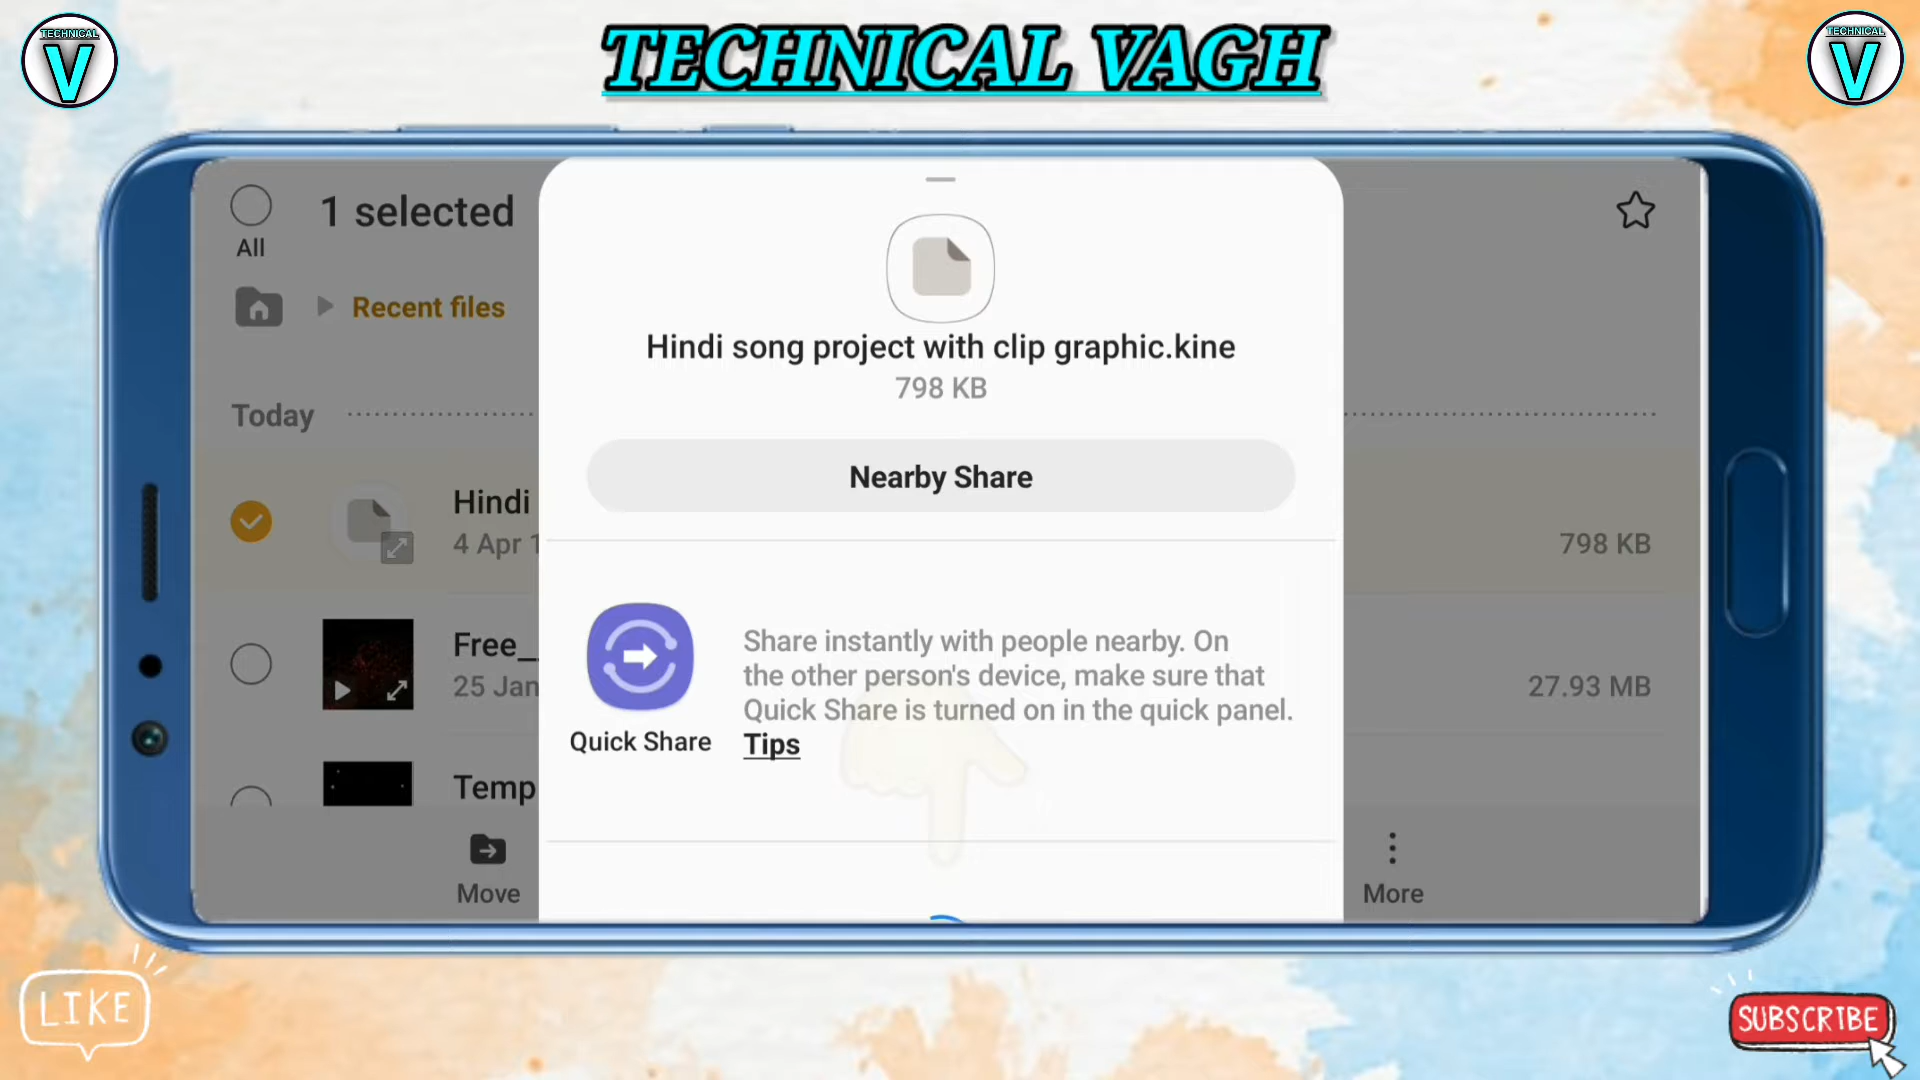 TECHNICAL
V
TECHNICAL VAGH
TECHNICAL
V
All
1 selected
Recent files
Today
Hindi
4 Apr 1
798 KB
Free_
25 Jan
27.93 MB
Temp
Move
More
Hindi song project with clip graphic.kine
798 KB
Nearby Share
Quick Share
Share instantly with people nearby. On
the other person's device, make sure that
Quick Share is turned on in the quick panel.
Tips
LIKE
SUBSCRIBE